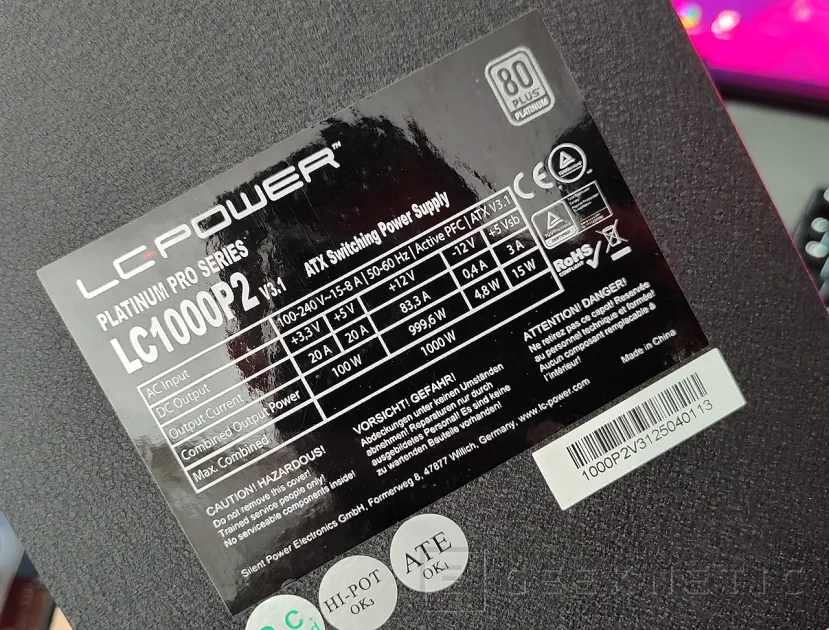 80
PLUS
PLATINUM
LC-POWER™
PLATINUM PRO SERIES
LC1000P2 V3.1
ATX Switching Power Supply
AC Input 100-240 V~15-8 A | 50-60 Hz | Active PFC | ATX V3.1
DC Output +3,3 V +5 V +12 V -12 V +5 Vsb
Output Current 20 A 20 A 83,3 A 0,4 A 3 A
Combined Output Power 100 W 999,6 W 4,8 W 15 W
Max. Combined 1000 W
CE
RoHS
CAUTION! HAZARDOUS!
Do not remove this cover!
Trained service people only!
No serviceable components inside!
VORSICHT! GEFAHR!
Abdeckungen unter keinen Umständen
abnehmen! Reparaturen nur durch
ausgebildetes Personal! Es sind keine
zu wartenden Bauteile vorhanden!
ATTENTION! DANGER!
Ne retirez pas ce capot! Réservée
au personnel technique et formée!
Aucun composant remplaçable à
l'intérieur!
Made in China
Silent Power Electronics GmbH, Formerweg 8, 47877 Willich, Germany, www.lc-power.com
1000P2V3125040113
HI-POT
OK3
ATE
OK4
GEEKNETIC